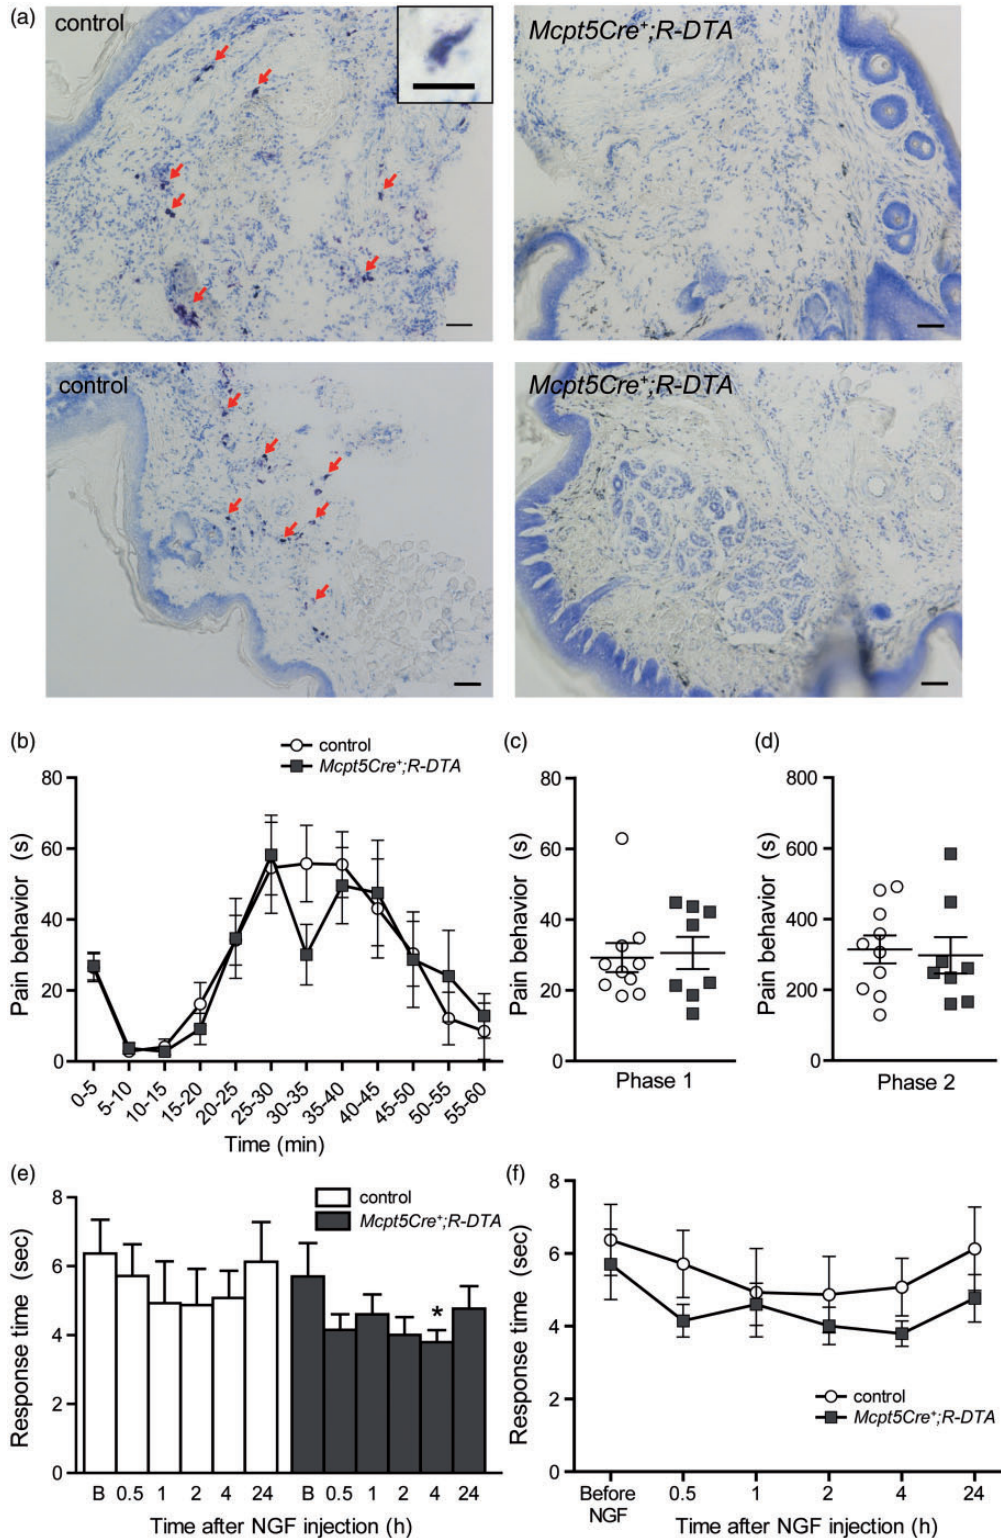 (a)
control
Mcpt5Cre⁺;R-DTA
control
Mcpt5Cre⁺;R-DTA
(b)
control
Mcpt5Cre⁺;R-DTA
80
60
40
20
0
Pain behavior (s)
0-5
5-10
10-15
15-20
20-25
25-30
30-35
35-40
40-45
45-50
50-55
55-60
Time (min)
(c)
80
60
40
20
0
Pain behavior (s)
Phase 1
(d)
800
600
400
200
0
Pain behavior (s)
Phase 2
(e)
control
Mcpt5Cre⁺;R-DTA
8
6
4
2
0
Response time (sec)
*
B 0.5 1 2 4 24 B 0.5 1 2 4 24
Time after NGF injection (h)
(f)
8
6
4
2
0
Response time (sec)
control
Mcpt5Cre⁺;R-DTA
Before NGF
0.5 1 2 4 24
Time after NGF injection (h)